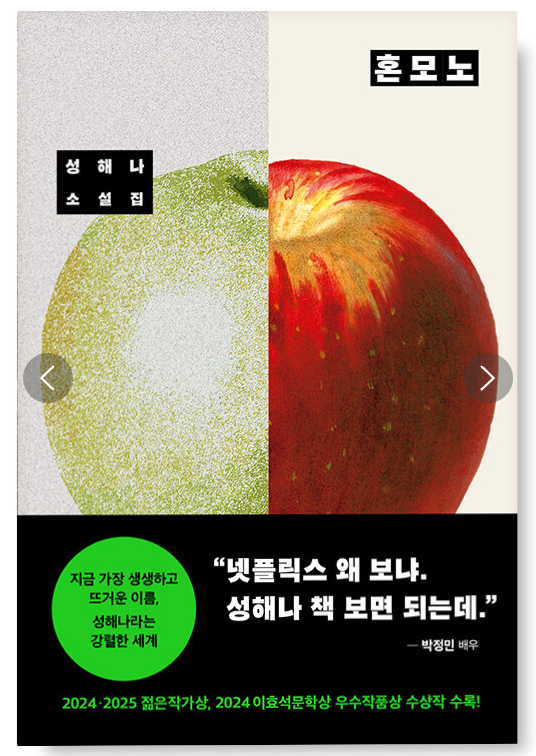 혼모노
성해나
소설집
지금 가장 생생하고
뜨거운 이름,
성해나라는
강렬한 세계
“넷플릭스 왜 보냐.
성해나 책 보면 되는데.”
— 박정민 배우
2024·2025 젊은작가상, 2024 이효석문학상 우수작품상 수상작 수록!